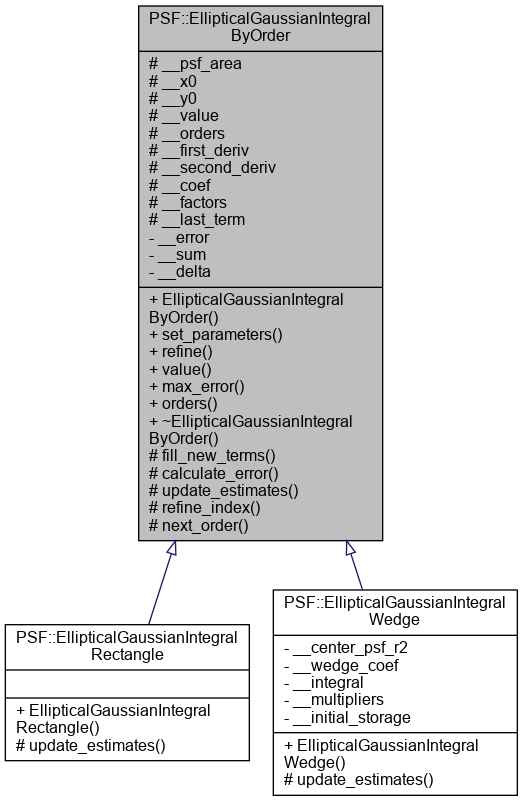 PSF::EllipticalGaussianIntegral
ByOrder
# __psf_area
# __x0
# __y0
# __value
# __orders
# __first_deriv
# __second_deriv
# __coef
# __factors
# __last_term
- __error
- __sum
- __delta
+ EllipticalGaussianIntegral
ByOrder()
+ set_parameters()
+ refine()
+ value()
+ max_error()
+ orders()
+ ~EllipticalGaussianIntegral
ByOrder()
# fill_new_terms()
# calculate_error()
# update_estimates()
# refine_index()
# next_order()
PSF::EllipticalGaussianIntegral
Rectangle
+ EllipticalGaussianIntegral
Rectangle()
# update_estimates()
PSF::EllipticalGaussianIntegral
Wedge
- __center_psf_r2
- __wedge_coef
- __integral
- __multipliers
- __initial_storage
+ EllipticalGaussianIntegral
Wedge()
# update_estimates()